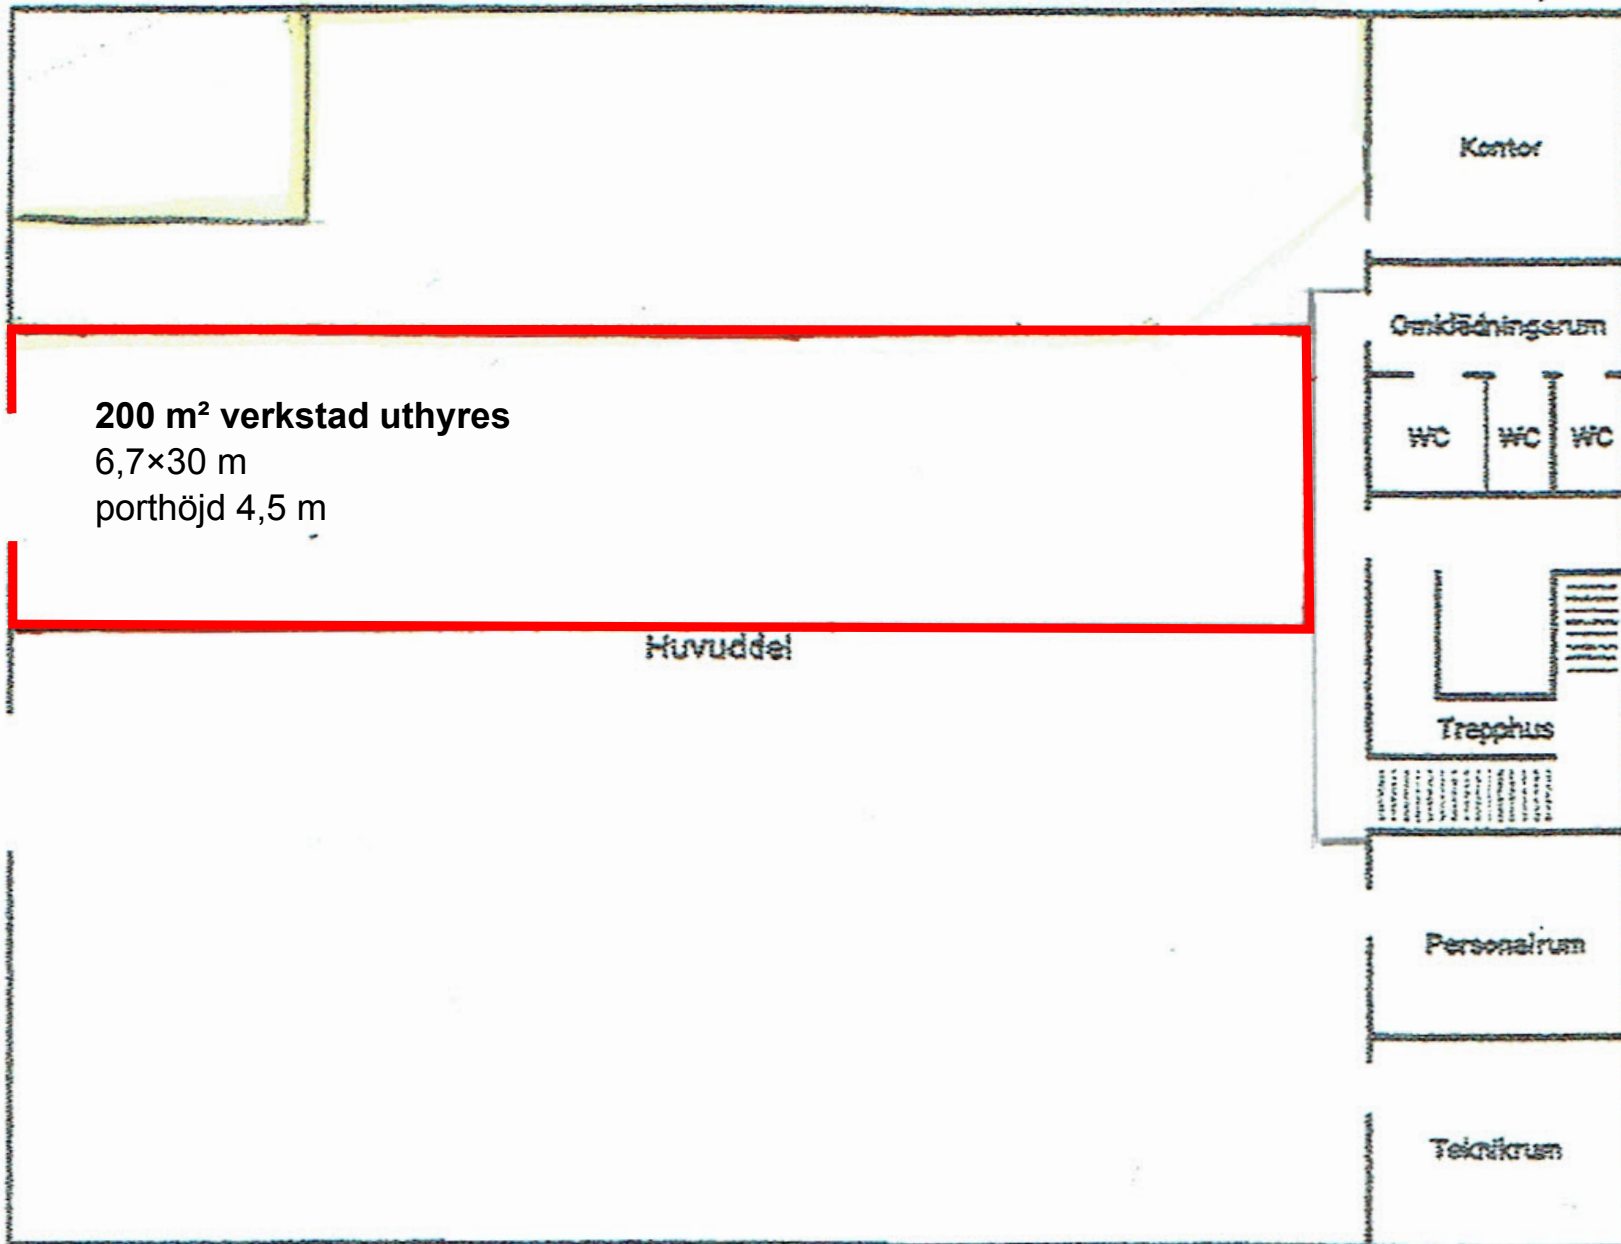 Kontor
Omklädningsrum
200 m² verkstad uthyres
6,7×30 m
porthöjd 4,5 m
WC WC WC
Huvuddel
Trapphus
Personalrum
Teknikrum